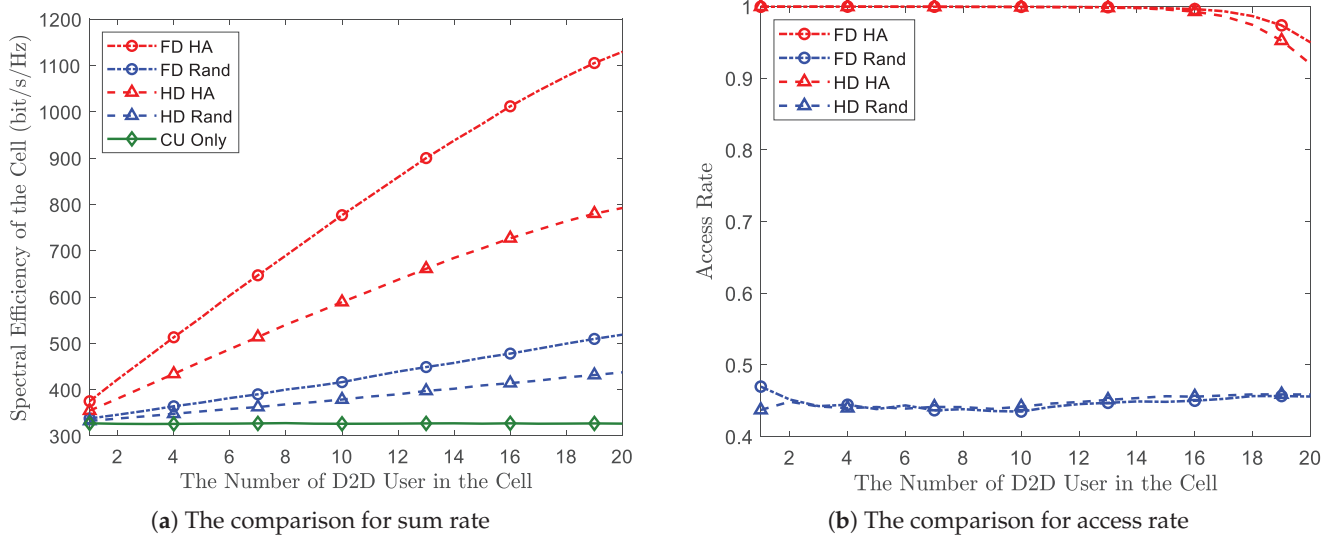 1200
1100
1000
900
800
700
600
500
400
300
Spectral Efficiency of the Cell (bit/s/Hz)
FD HA
FD Rand
HD HA
HD Rand
CU Only
2 4 6 8 10 12 14 16 18 20
The Number of D2D User in the Cell
(a) The comparison for sum rate
1
0.9
0.8
0.7
0.6
0.5
0.4
Access Rate
FD HA
FD Rand
HD HA
HD Rand
2 4 6 8 10 12 14 16 18 20
The Number of D2D User in the Cell
(b) The comparison for access rate